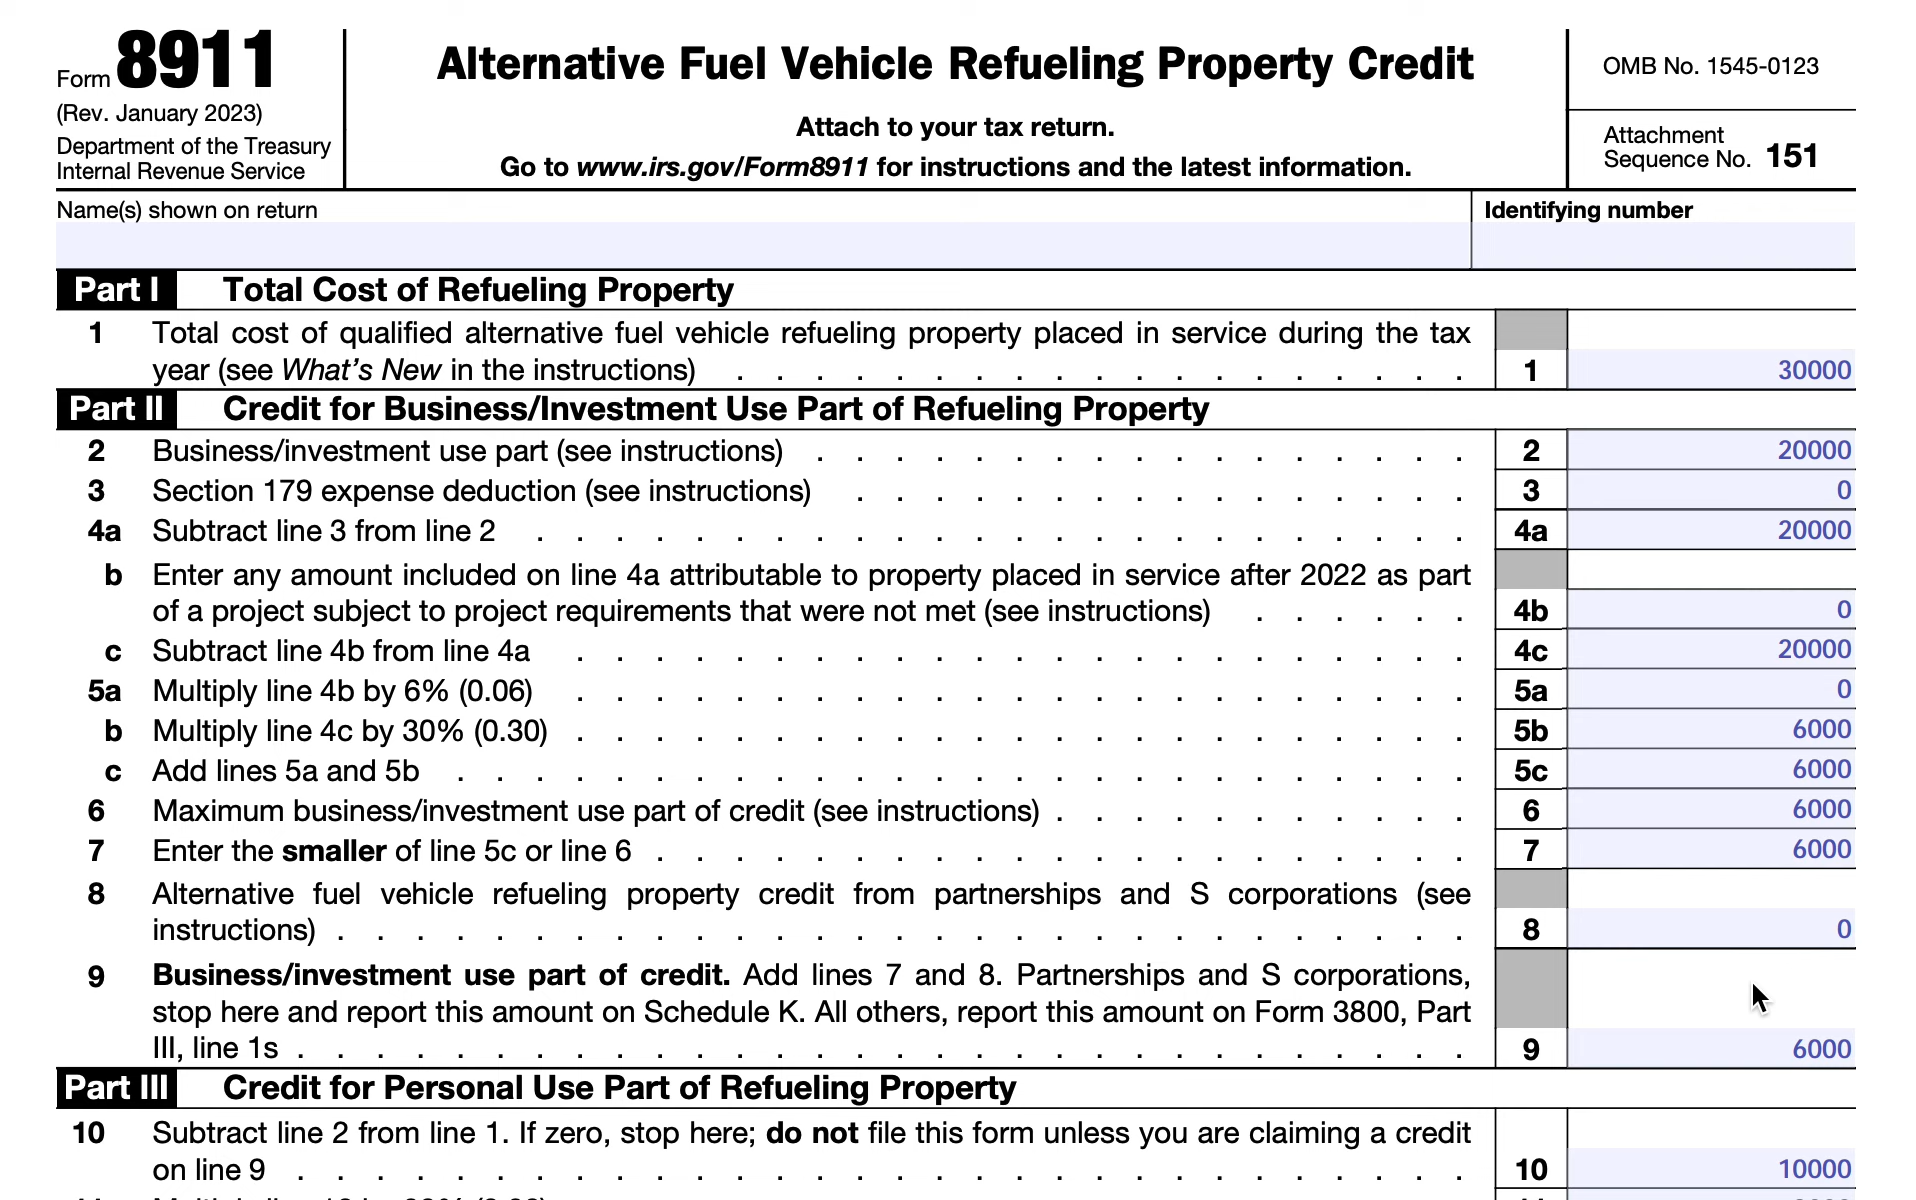 Form 8911
(Rev. January 2023)
Department of the Treasury
Internal Revenue Service
Alternative Fuel Vehicle Refueling Property Credit
Attach to your tax return.
Go to www.irs.gov/Form8911 for instructions and the latest information.
OMB No. 1545-0123
Attachment
Sequence No. 151
Name(s) shown on return
Identifying number
Part I Total Cost of Refueling Property
1 Total cost of qualified alternative fuel vehicle refueling property placed in service during the tax
year (see What's New in the instructions) . . . . . . . . . . . . . . . . . . . 1 30000
Part II Credit for Business/Investment Use Part of Refueling Property
2 Business/investment use part (see instructions) . . . . . . . . . . . . . . . . . 2 20000
3 Section 179 expense deduction (see instructions) . . . . . . . . . . . . . . . . 3 0
4a Subtract line 3 from line 2 . . . . . . . . . . . . . . . . . . . . . . . . 4a 20000
b Enter any amount included on line 4a attributable to property placed in service after 2022 as part
of a project subject to project requirements that were not met (see instructions) . . . . . . 4b 0
c Subtract line 4b from line 4a . . . . . . . . . . . . . . . . . . . . . . . 4c 20000
5a Multiply line 4b by 6% (0.06) . . . . . . . . . . . . . . . . . . . . . . . 5a 0
b Multiply line 4c by 30% (0.30) . . . . . . . . . . . . . . . . . . . . . . . 5b 6000
c Add lines 5a and 5b . . . . . . . . . . . . . . . . . . . . . . . . . . 5c 6000
6 Maximum business/investment use part of credit (see instructions) . . . . . . . . . . . 6 6000
7 Enter the smaller of line 5c or line 6 . . . . . . . . . . . . . . . . . . . . . 7 6000
8 Alternative fuel vehicle refueling property credit from partnerships and S corporations (see
instructions) . . . . . . . . . . . . . . . . . . . . . . . . . . . . . 8 0
9 Business/investment use part of credit. Add lines 7 and 8. Partnerships and S corporations,
stop here and report this amount on Schedule K. All others, report this amount on Form 3800, Part
III, line 1s . . . . . . . . . . . . . . . . . . . . . . . . . . . . . . 9 6000
Part III Credit for Personal Use Part of Refueling Property
10 Subtract line 2 from line 1. If zero, stop here; do not file this form unless you are claiming a credit
on line 9 . . . . . . . . . . . . . . . . . . . . . . . . . . . . . . 10 10000